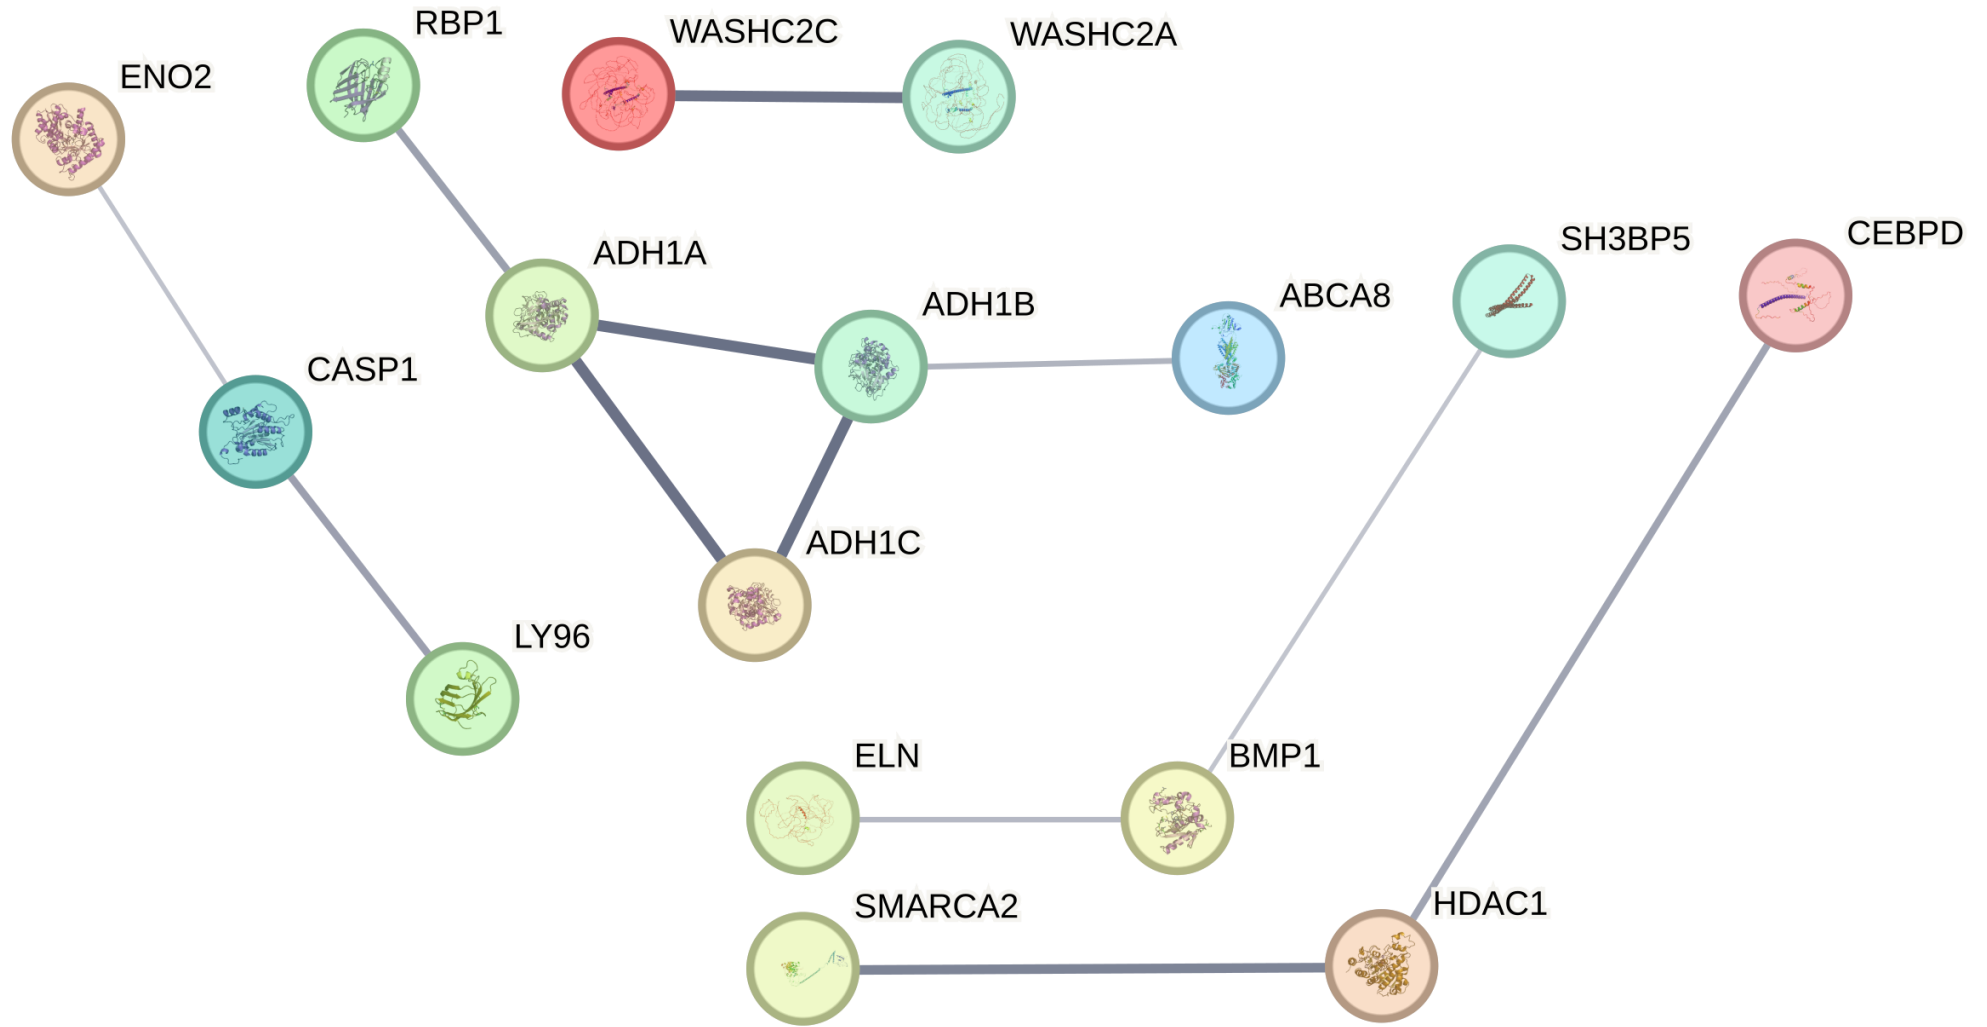 RBP1
WASHC2C
WASHC2A
ENO2
SH3BP5
CEBPD
ADH1A
ADH1B
ABCA8
CASP1
ADH1C
LY96
ELN
BMP1
SMARCA2
HDAC1